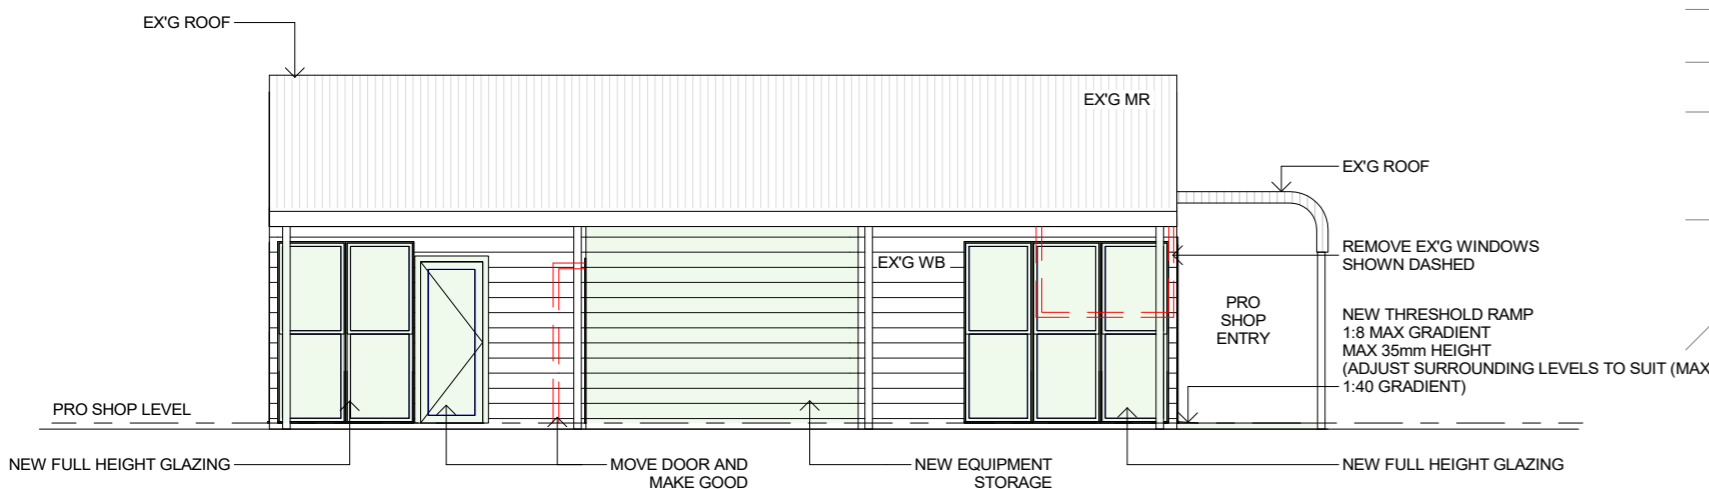 EX'G ROOF
EX'G MR
EX'G ROOF
EX'G WB
REMOVE EX'G WINDOWS
SHOWN DASHED
PRO
SHOP
ENTRY
NEW THRESHOLD RAMP
1:8 MAX GRADIENT
MAX 35mm HEIGHT
(ADJUST SURROUNDING LEVELS TO SUIT (MAX
1:40 GRADIENT)
PRO SHOP LEVEL
NEW FULL HEIGHT GLAZING
MOVE DOOR AND
MAKE GOOD
NEW EQUIPMENT
STORAGE
NEW FULL HEIGHT GLAZING